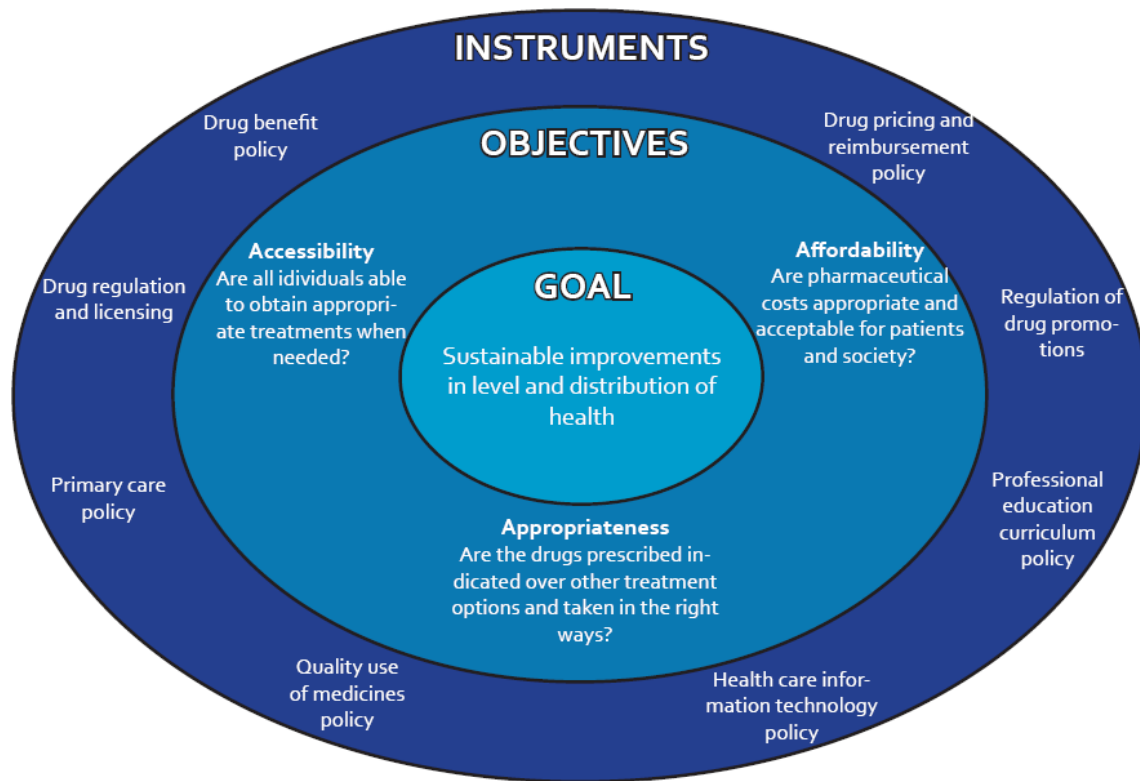 INSTRUMENTS
Drug benefit
policy
Drug pricing and
reimbursement
policy
Drug regulation
and licensing
Regulation of
drug promo-
tions
Primary care
policy
Professional
education
curriculum
policy
Quality use
of medicines
policy
Health care infor-
mation technology
policy
OBJECTIVES
Accessibility
Are all idividuals able
to obtain appropri-
ate treatments when
needed?
Affordability
Are pharmaceutical
costs appropriate and
acceptable for patients
and society?
Appropriateness
Are the drugs prescribed in-
dicated over other treatment
options and taken in the right
ways?
GOAL
Sustainable improvements
in level and distribution of
health